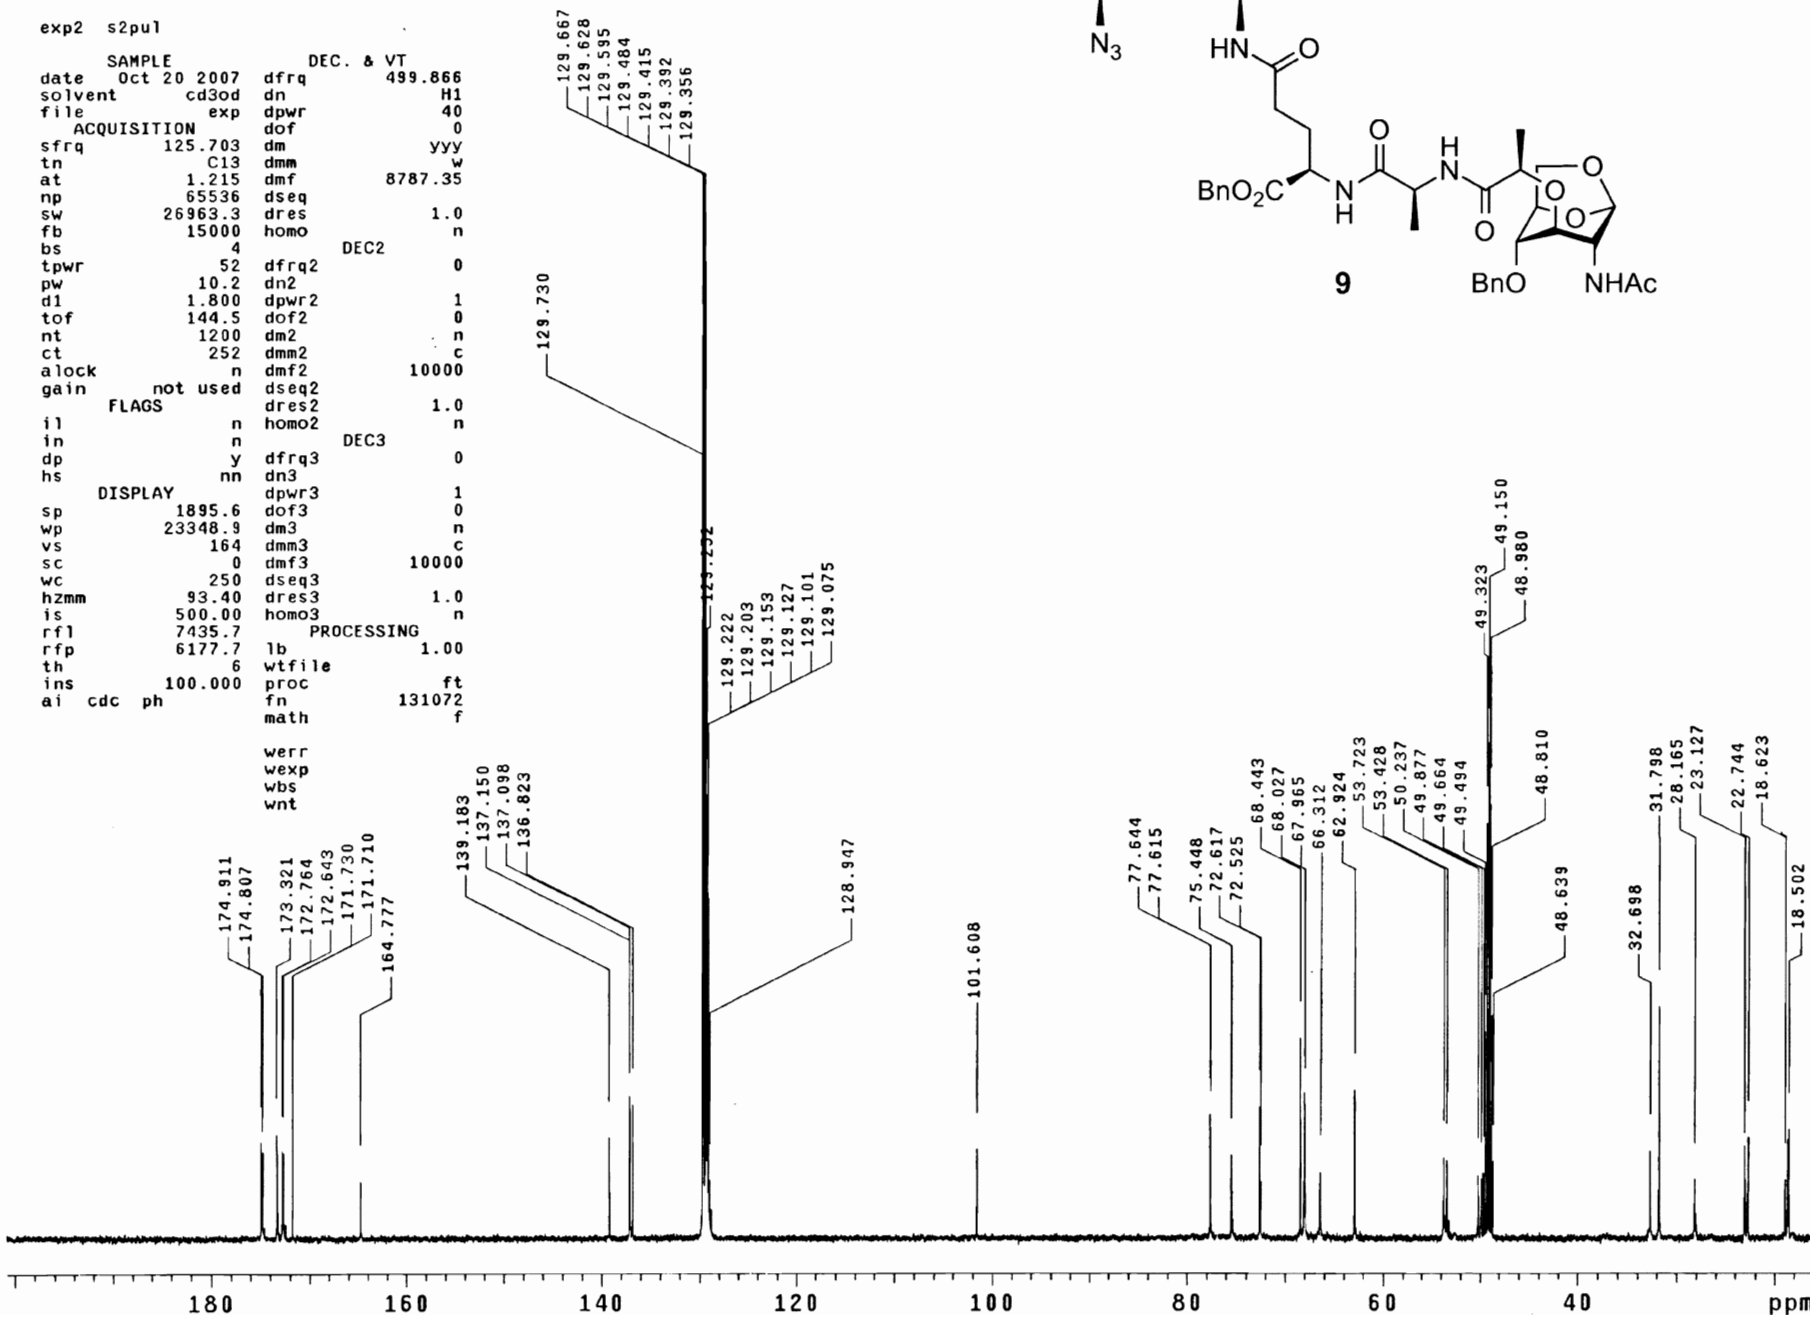 exp2 s2pul
SAMPLE DEC. & VT
date Oct 20 2007 dfrq 499.866
solvent cd3od dn H1
file exp dpwr 40
ACQUISITION dof 0
sfrq 125.703 dm yyy
tn C13 dmm w
at 1.215 dmf 8787.35
np 65536 dseq
sw 26963.3 dres 1.0
fb 15000 homo n
bs 4 DEC2
tpwr 52 dfrq2 0
pw 10.2 dn2
d1 1.800 dpwr2 1
tof 144.5 dof2 0
nt 1200 dm2 n
ct 252 dmm2 c
alock n dmf2 10000
gain not used dseq2
FLAGS dres2 1.0
il n homo2 n
in n DEC3
dp y dfrq3 0
hs nn dn3
DISPLAY dpwr3 1
sp 1895.6 dof3 0
wp 23348.9 dm3 n
vs 164 dmm3 c
sc 0 dmf3 10000
wc 250 dseq3
hzmm 93.40 dres3 1.0
is 500.00 homo3 n
rfl 7435.7 PROCESSING
rfp 6177.7 lb 1.00
th 6 wtfile
ins 100.000 proc ft
ai cdc ph fn 131072
math f
werr
wexp
wbs
wnt
N3
HN
O
O
H
N
O
BnO2C
N
H
O
O
O
BnO
NHAc
9
174.911
174.807
173.321
172.764
172.643
171.730
171.710
164.777
139.183
137.150
137.098
136.823
129.730
129.667
129.628
129.595
129.484
129.415
129.392
129.356
129.252
129.222
129.203
129.153
129.127
129.101
129.075
128.947
101.608
77.644
77.615
75.448
72.617
72.525
68.443
68.027
67.965
66.312
62.924
53.723
53.428
50.237
49.877
49.664
49.494
49.323
49.150
48.980
48.810
48.639
32.698
31.798
28.165
23.127
22.744
18.623
18.502
180 160 140 120 100 80 60 40 ppm